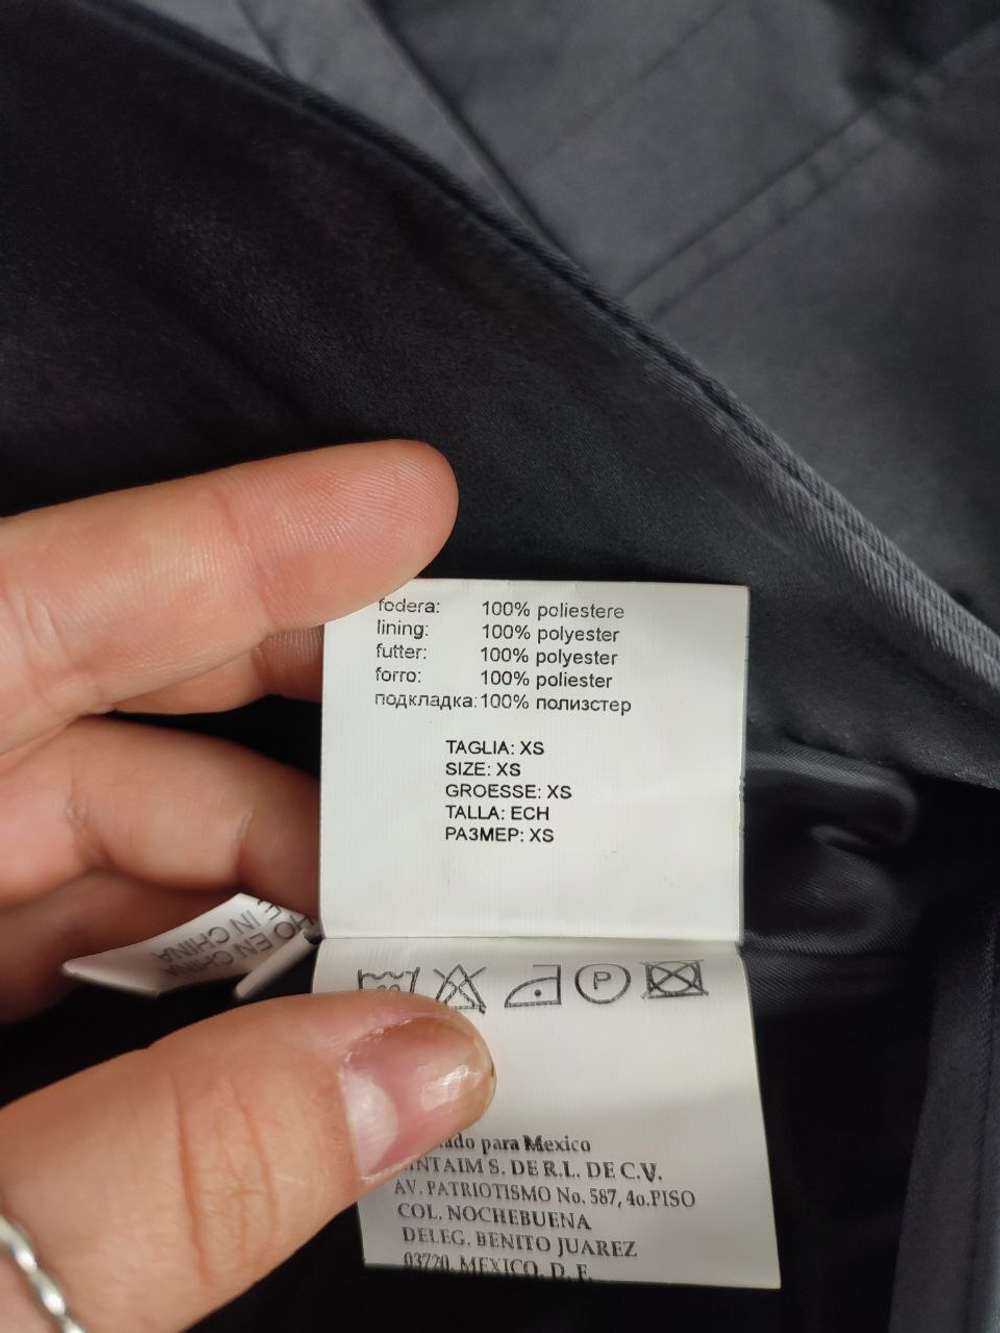 fodera: 100% poliestere
lining: 100% polyester
futter: 100% polyester
forro: 100% poliester
подкладка: 100% полизстер
TAGLIA: XS
SIZE: XS
GROESSE: XS
TALLA: ECH
РАЗМЕР: XS
HO EN CHINA
E IN CHINA
P
para Mexico
S. DE R.L. DE C.V.
AV. PATRIOTISMO No. 587, 4o.PISO
COL. NOCHEBUENA
DELEG. BENITO JUAREZ
03720, MEXICO, D. F.